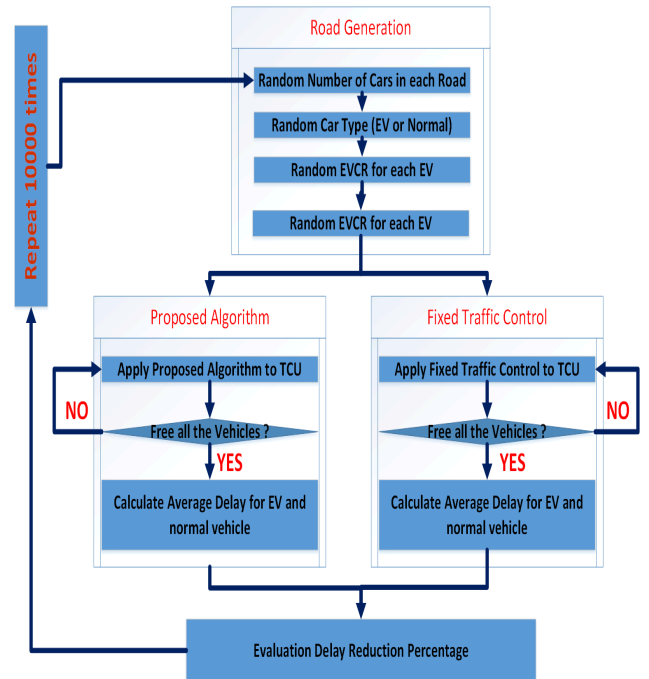 Repeat 10000 times
Road Generation
Random Number of Cars in each Road
Random Car Type (EV or Normal)
Random EVCR for each EV
Random EVCR for each EV
Proposed Algorithm
Apply Proposed Algorithm to TCU
NO
Free all the Vehicles ?
YES
Calculate Average Delay for EV and
normal vehicle
Fixed Traffic Control
Apply Fixed Traffic Control to TCU
Free all the Vehicles ?
NO
YES
Calculate Average Delay for EV and
normal vehicle
Evaluation Delay Reduction Percentage